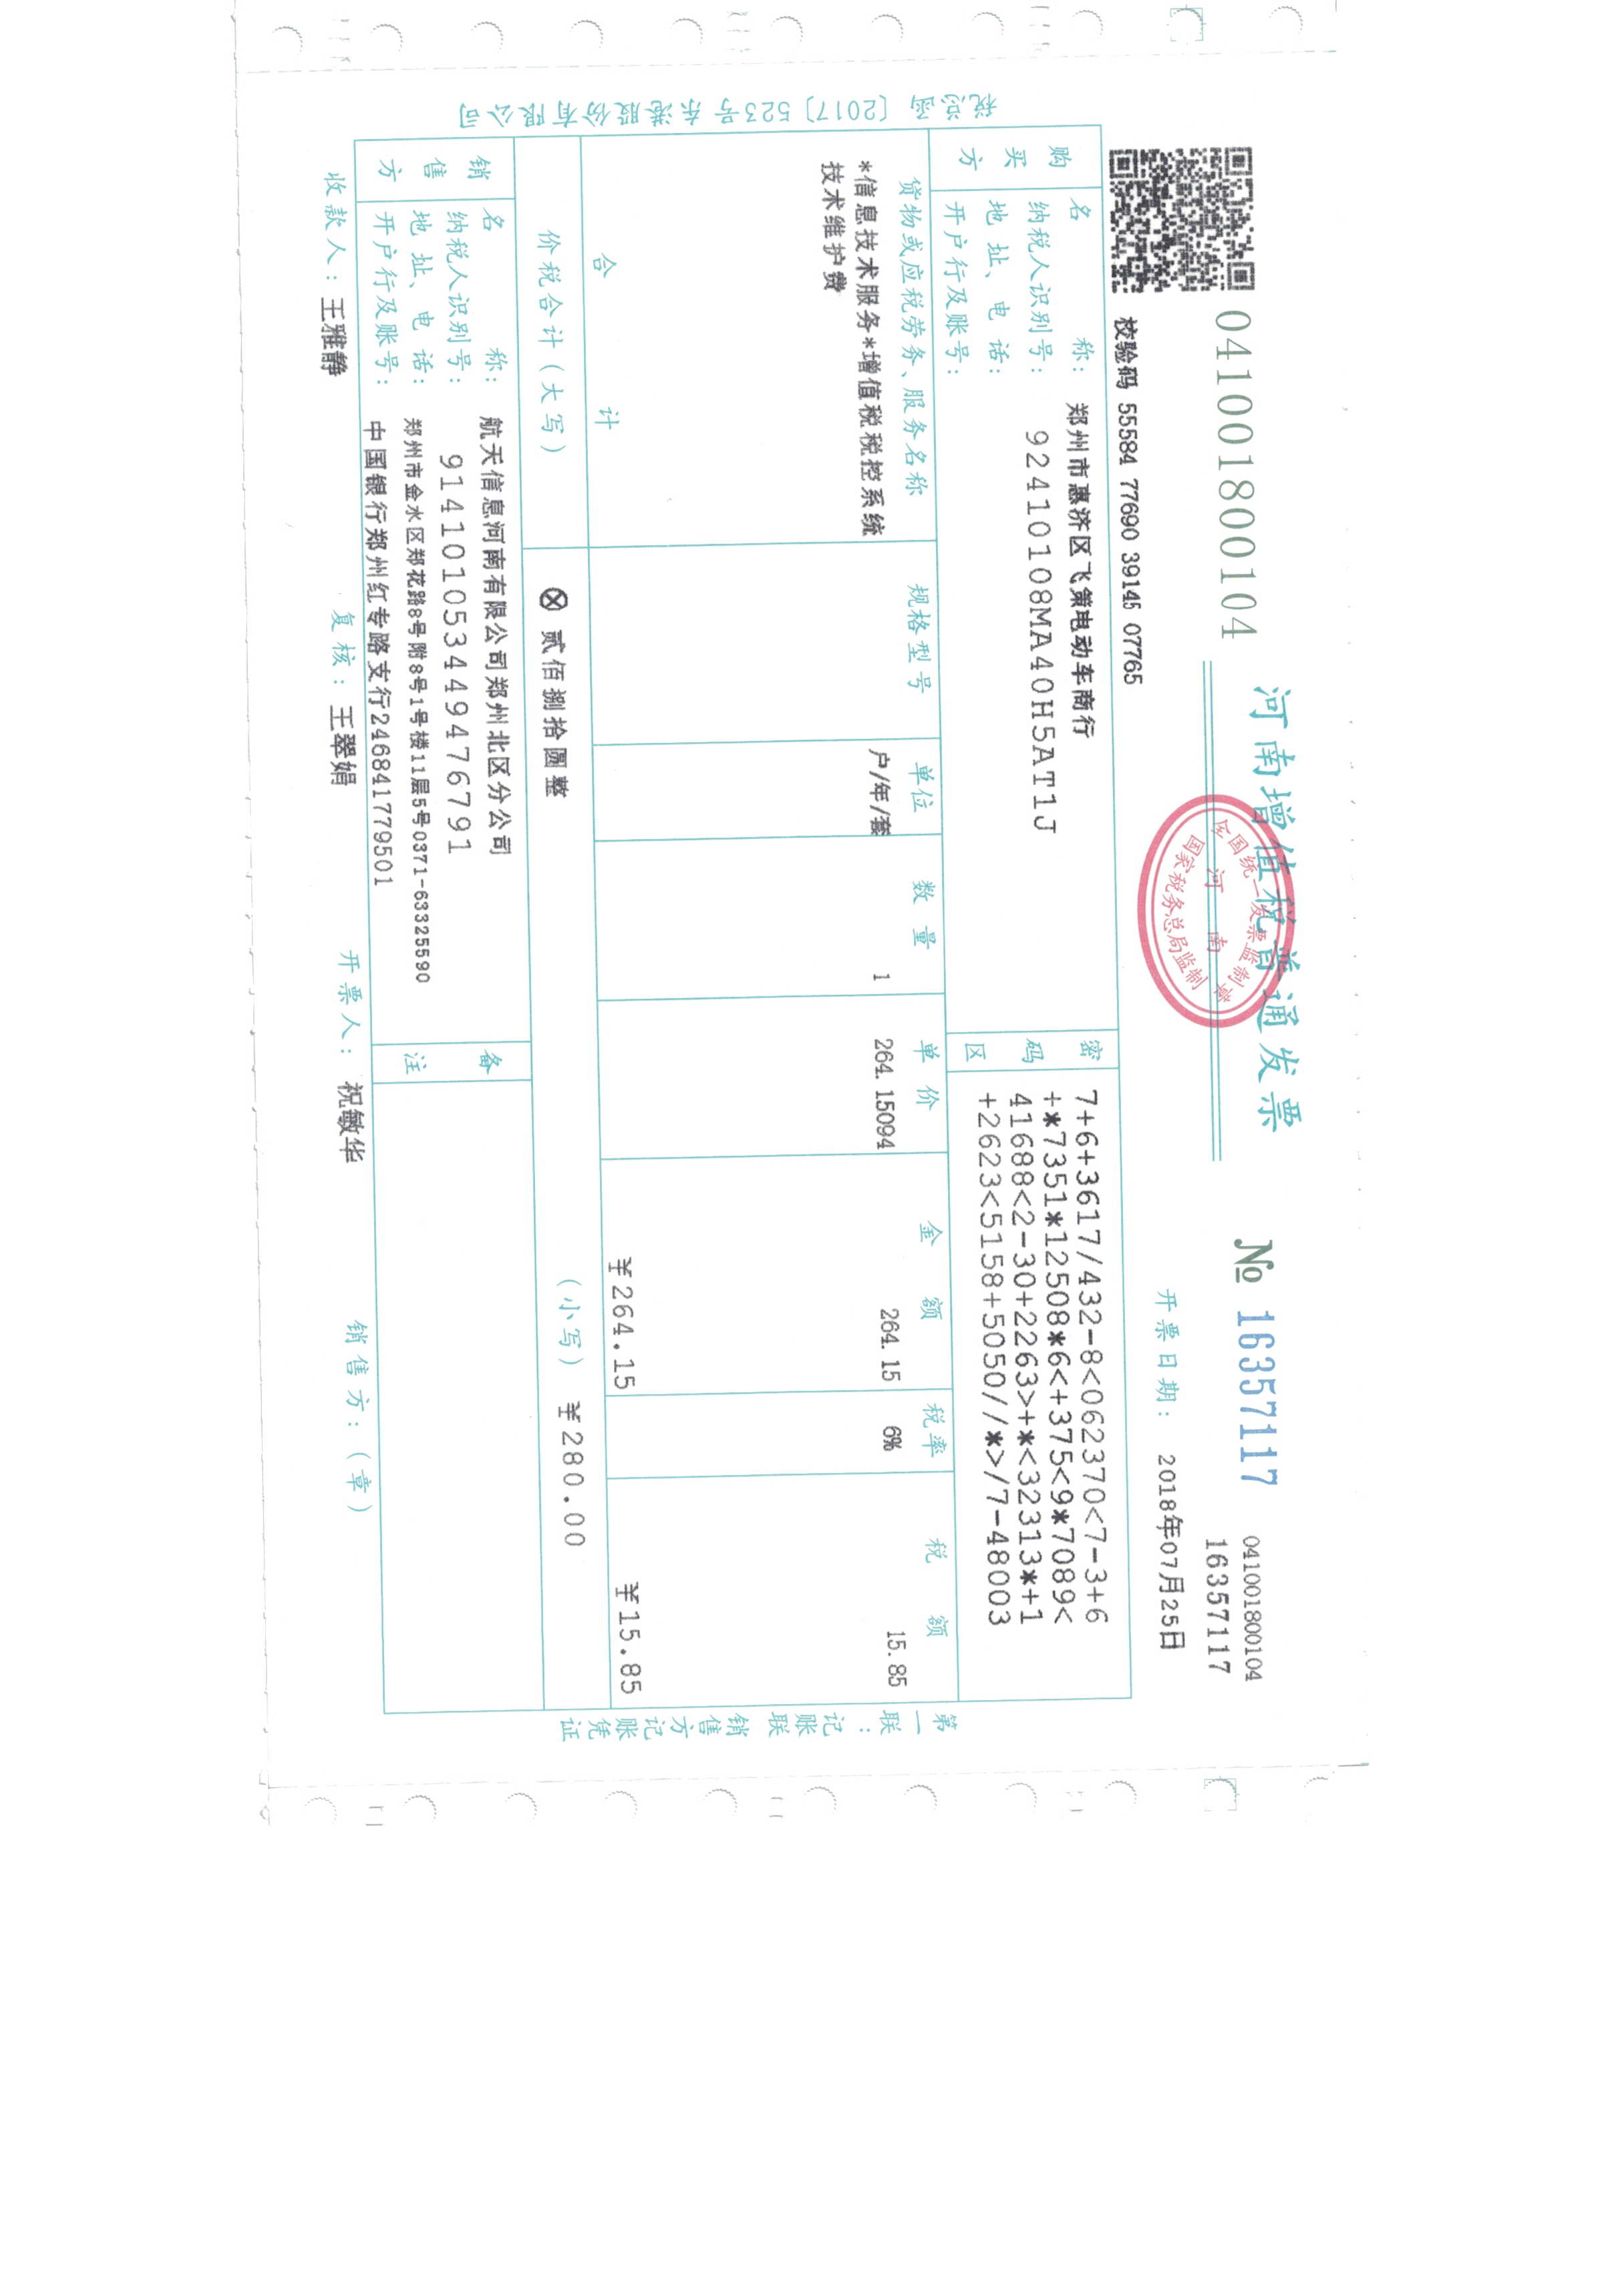 河南增值税普通发票
041001800104
№ 16357117
041001800104
16357117
全国统一发票监制章
河 南
国家税务总局监制
开票日期: 2018年07月25日
校验码 55584 77690 39145 07765
购买方
名 称: 郑州市惠济区飞策电动车商行
纳税人识别号: 92410108MA40H5AT1J
地 址、电 话:
开户行及账号:
密码区
7+6+3617/432-8<062370<7-3+6
+*7351*12508*6<+375<9*7089<
41688<2-30+2263>+*<32313*+1
+2623<5158+5050//*>/7-48003
货物或应税劳务、服务名称 规格型号 单位 数 量 单 价 金 额 税率 税 额
*信息技术服务*增值税税控系统 户/年/套 1 264.15094 264.15 6% 15.85
技术维护费
合 计 ¥264.15 ¥15.85
价税合计(大写) ⊗ 贰佰捌拾圆整 (小写) ¥280.00
销售方
名 称: 航天信息河南有限公司郑州北区分公司
纳税人识别号: 914101053449476791
地 址、电 话: 郑州市金水区郑花路8号附8号1号楼11层5号0371-63325590
开户行及账号: 中国银行郑州红专路支行246841779501
备注
收款人: 王雅静 复核: 王翠娟 开票人: 祝敏华 销售方:(章)
税总函〔2017〕523号 东港股份有限公司
第一联:记账联 销售方记账凭证